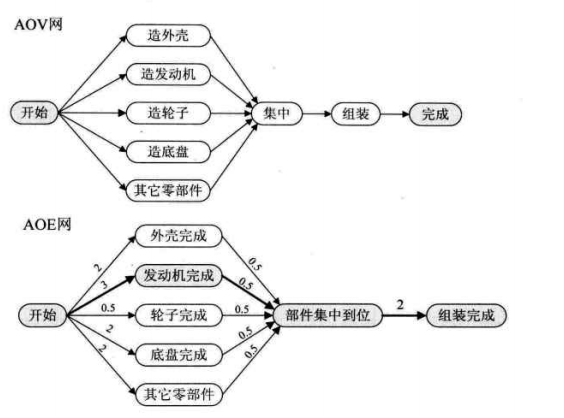 AOV网
造外壳
造发动机
开始
造轮子
集中
组装
完成
造底盘
其它零部件
AOE网
外壳完成
2
0.5
发动机完成
3
0.5
开始
0.5
轮子完成
0.5
部件集中到位
2
组装完成
2
底盘完成
0.5
2
其它零部件
0.5